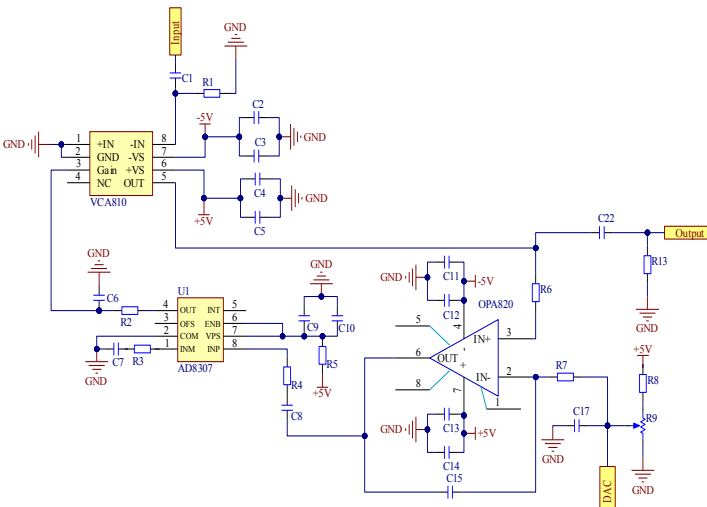 Input
GND
C1
R1
-5V
C2
C3
GND
GND
1 +IN -IN 8
2 GND -VS 7
3 Gain +VS 6
4 NC OUT 5
VCA810
C4
C5
GND
+5V
C22
Output
R13
GND
GND
C6
R2
U1
4 OUT INT 5
3 OFS ENB 6
2 COM VPS 7
1 INM INP 8
AD8307
C7
R3
GND
GND
C9
C10
R5
+5V
R4
C8
GND
C11
C12
-5V
OPA820
R6
5
4
-
IN+
3
6
OUT
+
IN-
2
8
7
1
R7
+5V
R8
R9
C17
GND
GND
DAC
GND
C13
C14
+5V
C15